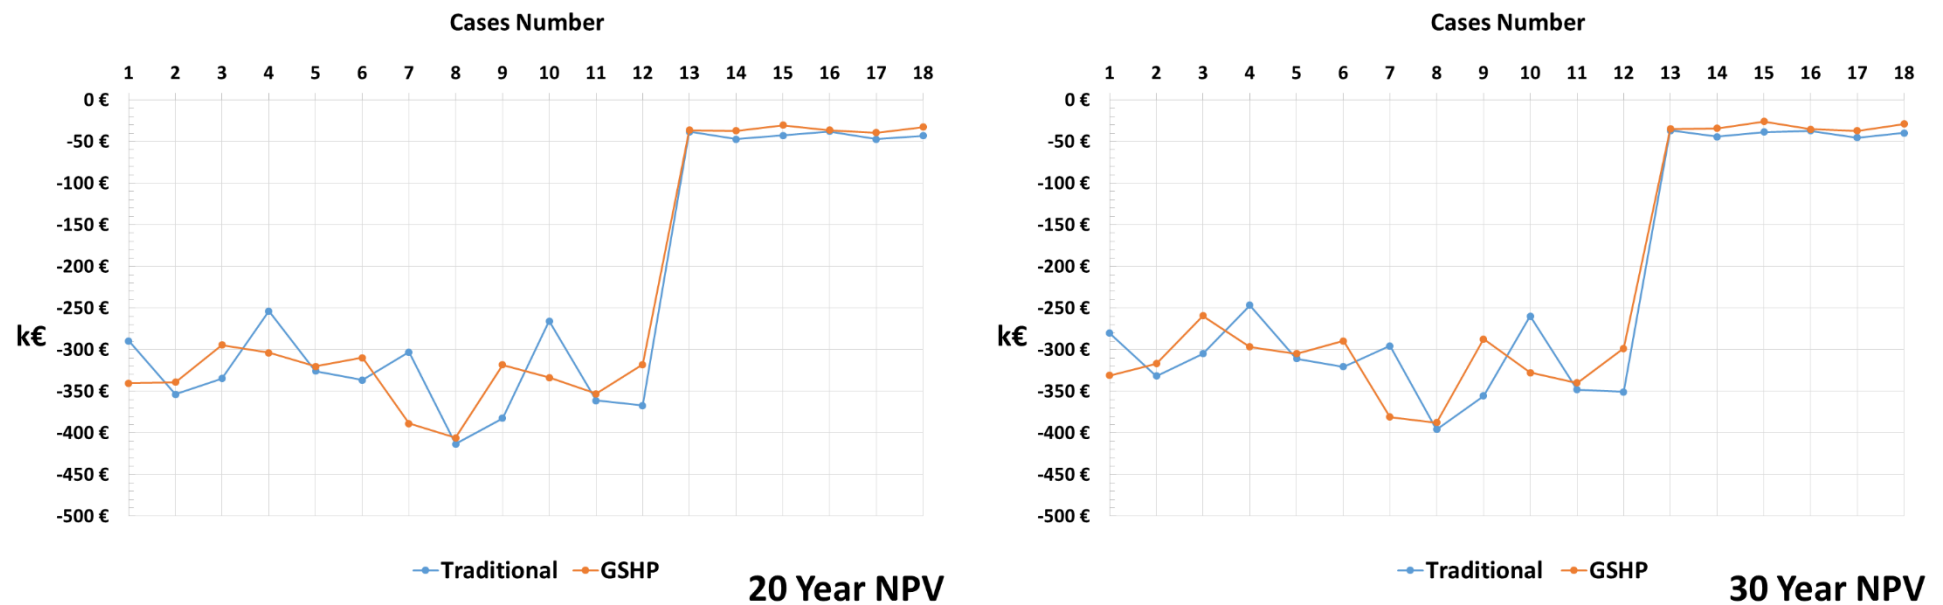 Cases Number
1 2 3 4 5 6 7 8 9 10 11 12 13 14 15 16 17 18
0 €
-50 €
-100 €
-150 €
-200 €
-250 €
-300 €
-350 €
-400 €
-450 €
-500 €
k€
Traditional GSHP
20 Year NPV
Cases Number
1 2 3 4 5 6 7 8 9 10 11 12 13 14 15 16 17 18
0 €
-50 €
-100 €
-150 €
-200 €
-250 €
-300 €
-350 €
-400 €
-450 €
-500 €
k€
Traditional GSHP
30 Year NPV